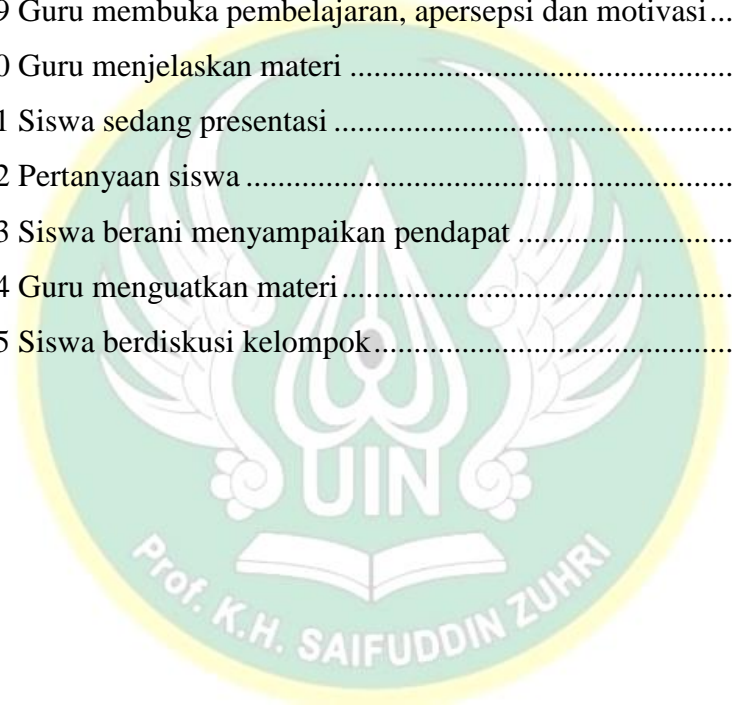 9 Guru membuka pembelajaran, apersepsi dan motivasi...
0 Guru menjelaskan materi .................................................
1 Siswa sedang presentasi ...................................................
2 Pertanyaan siswa ...............................................................
3 Siswa berani menyampaikan pendapat ...........................
4 Guru menguatkan materi..................................................
5 Siswa berdiskusi kelompok..............................................
UIN
Prof. K.H. SAIFUDDIN ZUHRI